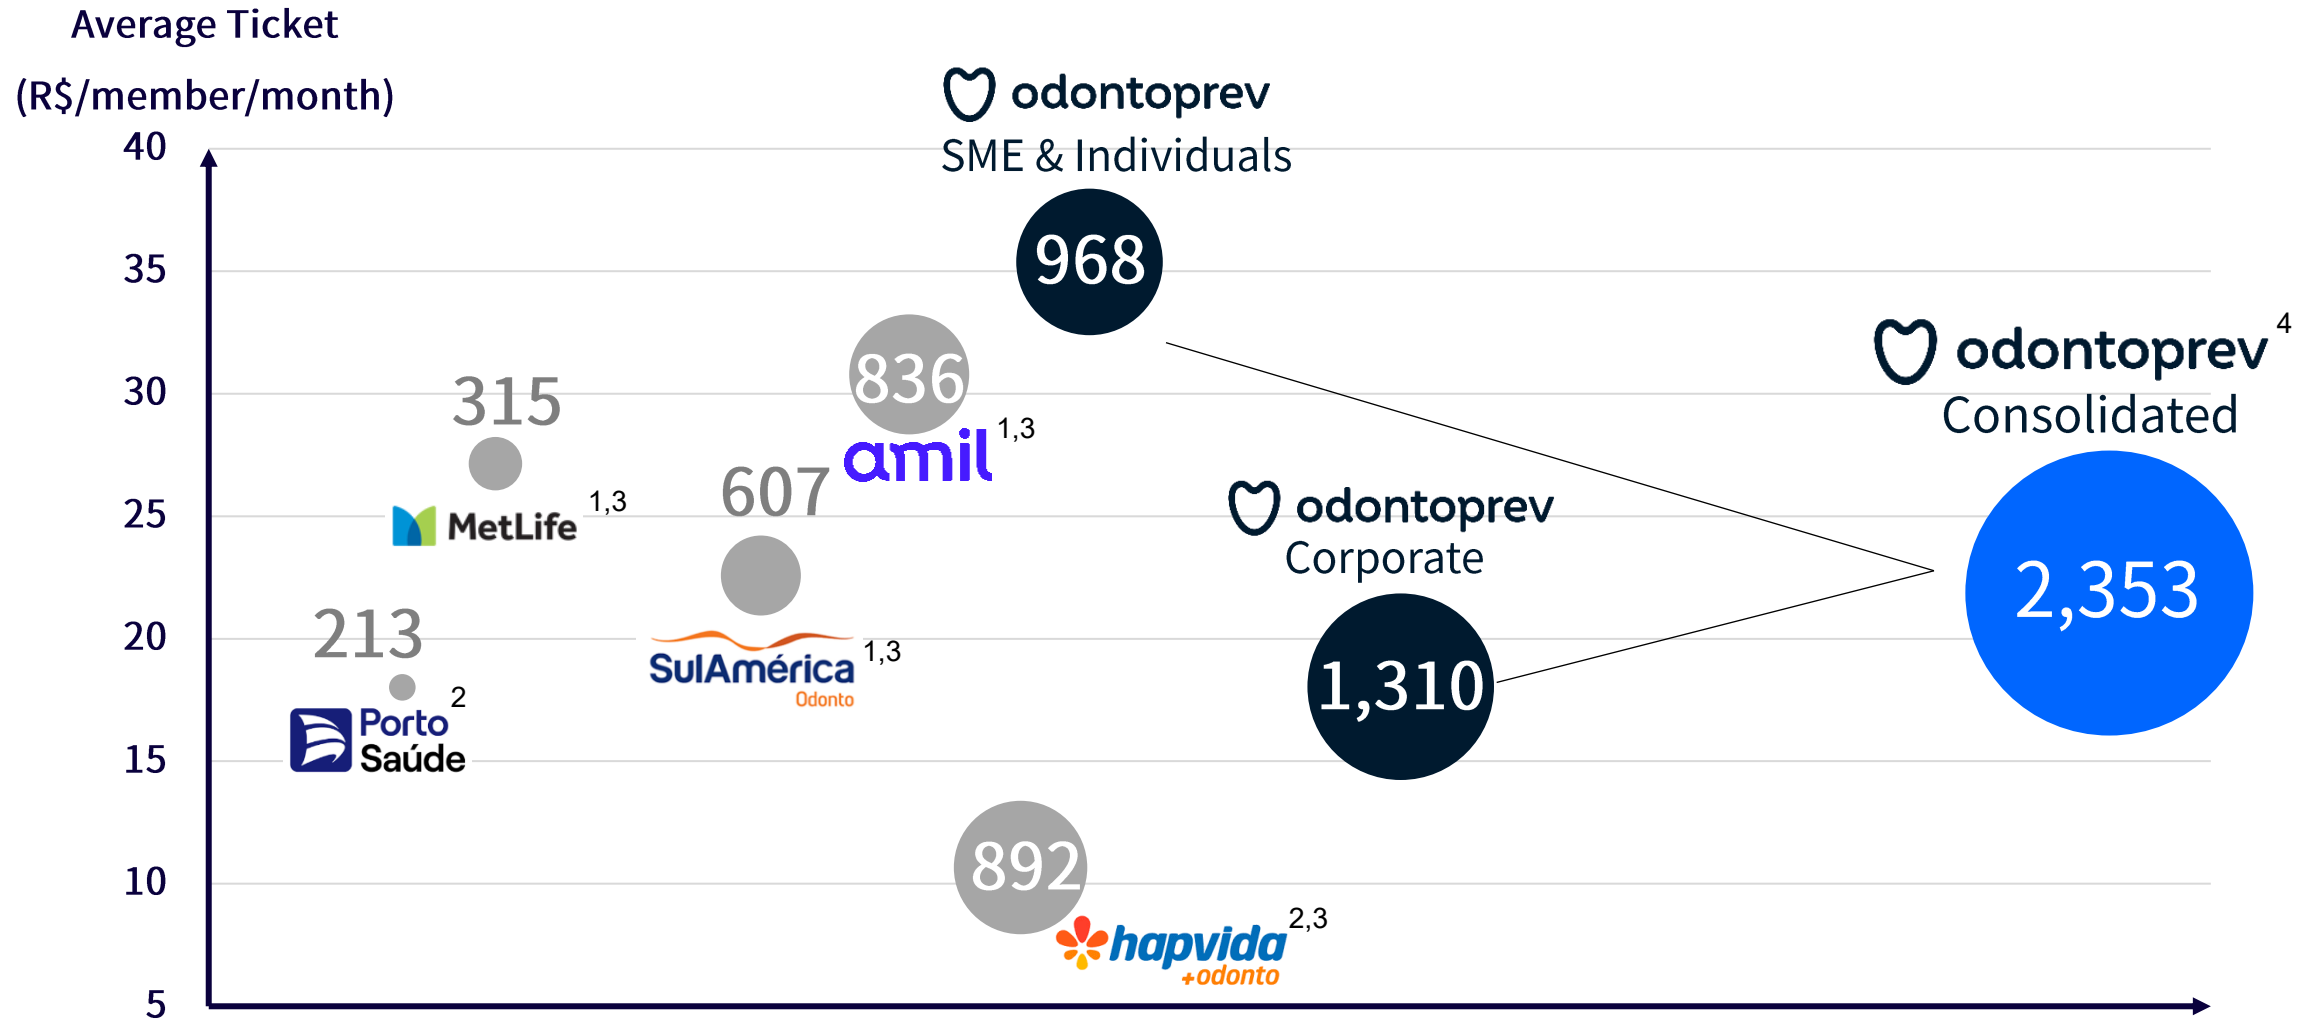 Average Ticket
(R$/member/month)
odontoprev
SME & Individuals
40
968
35
odontoprev 4
Consolidated
836
30
315
amil 1,3
607
MetLife 1,3
25
odontoprev
Corporate
2,353
213
20
SulAmérica 1,3
Odonto
1,310
Porto 2
Saúde
15
892
10
hapvida 2,3
+odonto
5